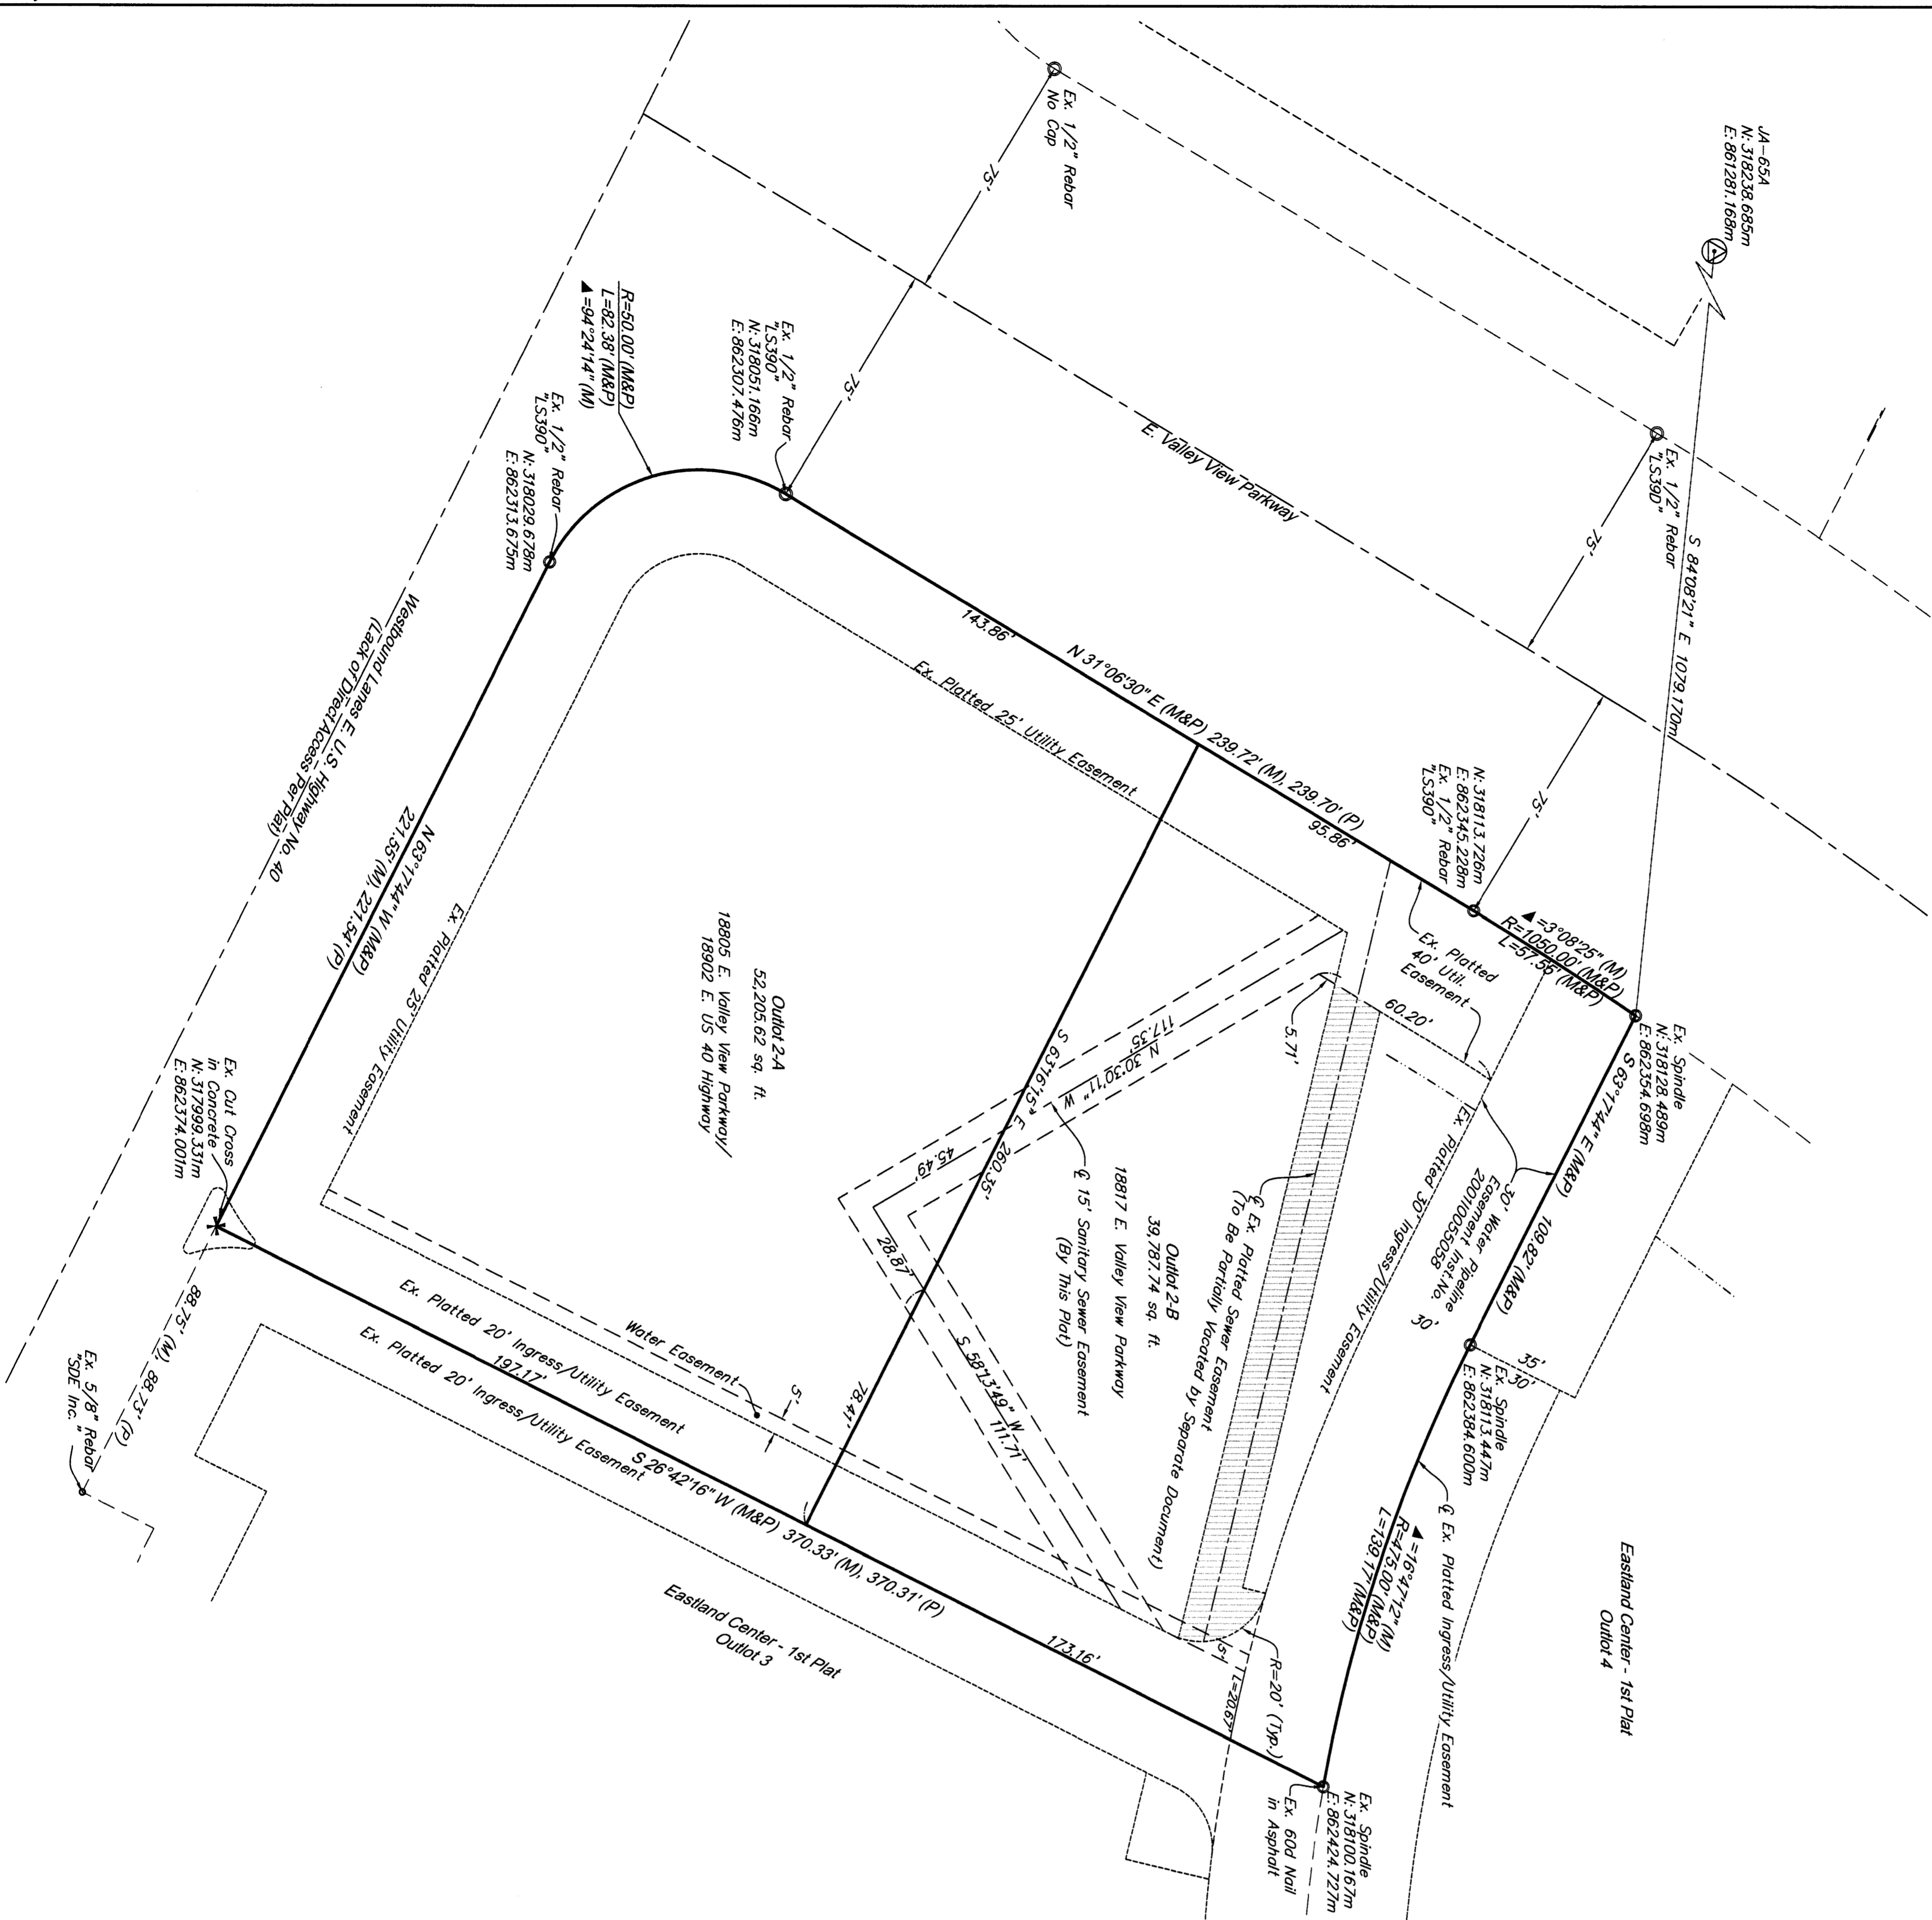 JA-65A
N: 318238.685m
E: 861281.168m
Ex. 1/2" Rebar
No Cap
75'
Ex. 1/2" Rebar
"LS390"
S 84°08'21" E 1079.170m
75'
E. Valley View Parkway
75'
75'
Ex. 1/2" Rebar
"LS390"
N: 318051.166m
E: 862307.476m
R=50.00' (M&P)
L=82.38' (M&P)
▲=94°24'14" (M)
Ex. 1/2" Rebar
"LS390"
N: 318029.678m
E: 862313.675m
143.86'
N 31°06'30" E (M&P) 239.72' (M), 239.70' (P)
95.86'
Ex. Platted 25' Utility Easement
N: 318113.726m
E: 862345.228m
Ex. 1/2" Rebar
"LS390"
▲=3°08'25" (M)
R=1050.00' (M&P)
L=57.55' (M&P)
Ex. Platted
40' Util.
Easement
60.20'
5.71'
Ex. Spindle
N: 318128.489m
E: 862354.698m
S 63°17'44" E (M&P) 109.82' (M&P)
30' Water Pipeline
Easement Inst.No.
2001I0055058
30'
35'
30'
Ex. Platted 30' Ingress/Utility Easement
Ex. Spindle
N: 318113.447m
E: 862384.600m
℄ Ex. Platted Ingress/Utility Easement
▲=16°47'12" (M)
R=475.00' (M&P)
L=139.17' (M&P)
Eastland Center - 1st Plat
Outlot 4
Westbound Lanes E. U.S. Highway No. 40
(Lack of Direct Access Per Plat)
N 63°17'44" W (M&P)
221.55' (M), 221.54' (P)
Ex. Platted 25' Utility Easement
Outlot 2-A
52,205.62 sq. ft.
18805 E. Valley View Parkway/
18902 E. US 40 Highway
S 63°16'15" E 260.35'
N 30°30'11" W
117.35'
45.49'
28.87'
℄ 15' Sanitary Sewer Easement
(By This Plat)
18817 E. Valley View Parkway
Outlot 2-B
39,787.74 sq. ft.
℄ Ex. Platted Sewer Easement
(To Be Partially Vacated by Separate Document)
S 58°13'49" W
111.71'
78.41'
Ex. Cut Cross
in Concrete
N: 317999.331m
E: 862374.001m
88.75' (M), 88.73' (P)
Ex. 5/8" Rebar
"SDE Inc."
Ex. Platted 20' Ingress/Utility Easement
197.17'
Ex. Platted 20' Ingress/Utility Easement
Water Easement
5'
S 26°42'16" W (M&P) 370.33' (M), 370.31' (P)
173.16'
Eastland Center - 1st Plat
Outlot 3
5'
L=20.67'
R=20' (Typ.)
Ex. 60d Nail
in Asphalt
Ex. Spindle
N: 318100.167m
E: 862424.727m